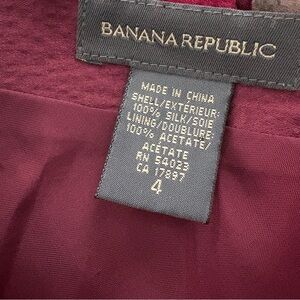 BANANA REPUBLIC
MADE IN CHINA
SHELL/EXTÉRIEUR:
100% SILK/SOIE
LINING/DOUBLURE:
100% ACETATE/
ACÉTATE
RN 54023
CA 17897
4